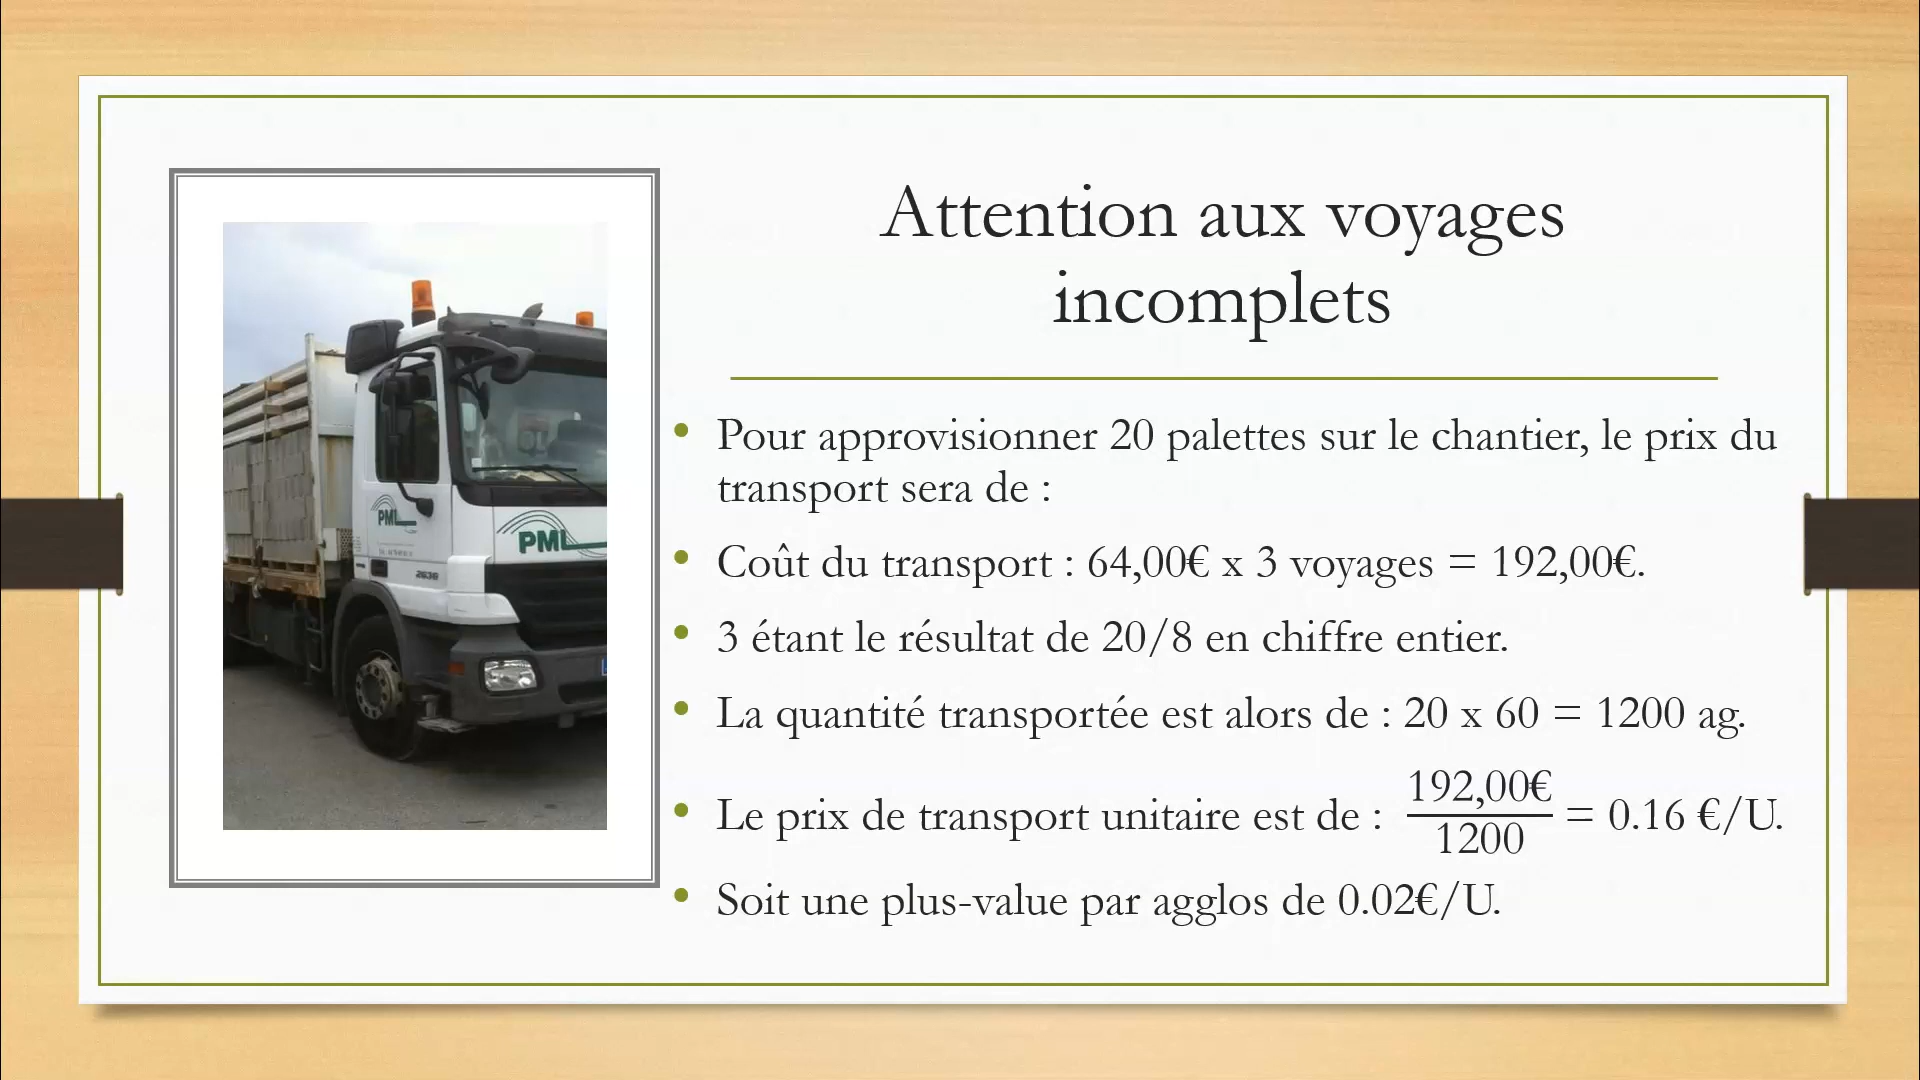 Attention aux voyages
incomplets
• Pour approvisionner 20 palettes sur le chantier, le prix du
transport sera de :
• Coût du transport : 64,00€ x 3 voyages = 192,00€.
• 3 étant le résultat de 20/8 en chiffre entier.
• La quantité transportée est alors de : 20 x 60 = 1200 ag.
• Le prix de transport unitaire est de : 192,00€/1200 = 0.16 €/U.
• Soit une plus-value par agglos de 0.02€/U.
PML
PML
2636